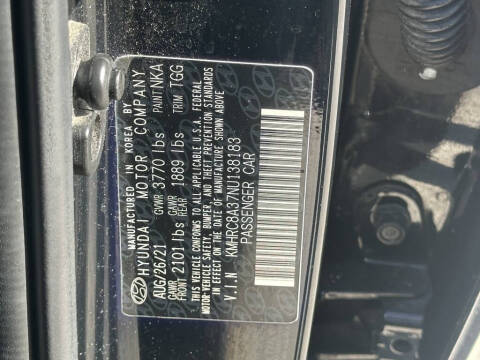 MANUFACTURED IN KOREA BY
HYUNDAI MOTOR COMPANY
AUG/26/21 GVWR 3770 lbs PAINT NKA
GAWR FRONT 2101 lbs GAWR REAR 1889 lbs TRIM TGG
THIS VEHICLE CONFORMS TO ALL APPLICABLE U.S.A. FEDERAL
MOTOR VEHICLE SAFETY, BUMPER, AND THEFT PREVENTION STANDARDS
IN EFFECT ON THE DATE OF MANUFACTURE SHOWN ABOVE
V.I.N KMHRC8A37NU138183
PASSENGER CAR